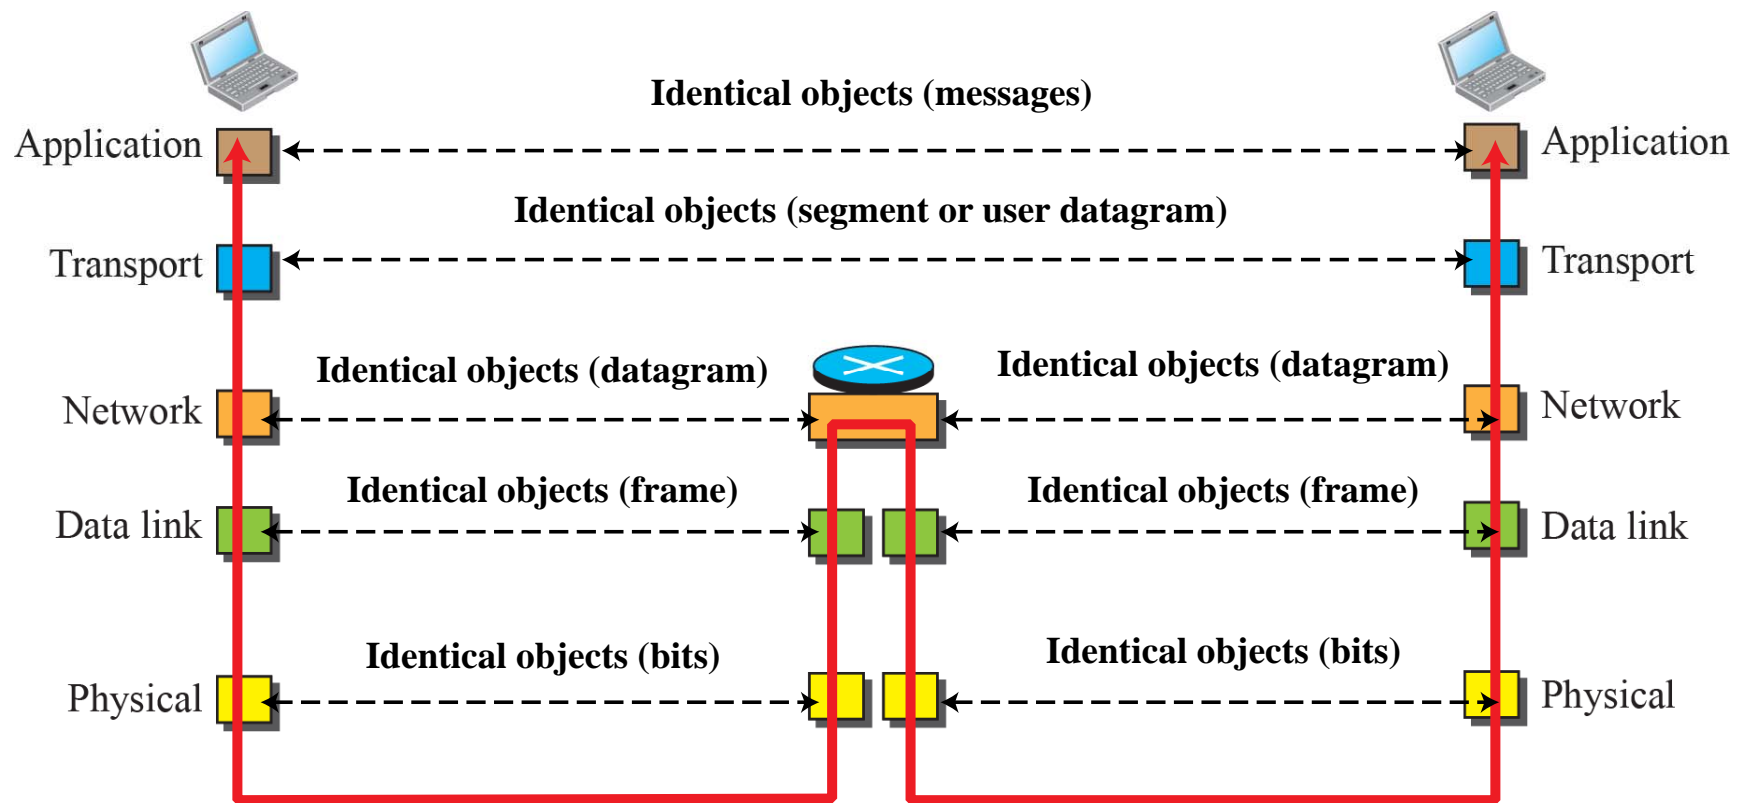 Identical objects (messages)
Application
Application
Identical objects (segment or user datagram)
Transport
Transport
Identical objects (datagram)
Identical objects (datagram)
Network
Network
Identical objects (frame)
Identical objects (frame)
Data link
Data link
Identical objects (bits)
Identical objects (bits)
Physical
Physical